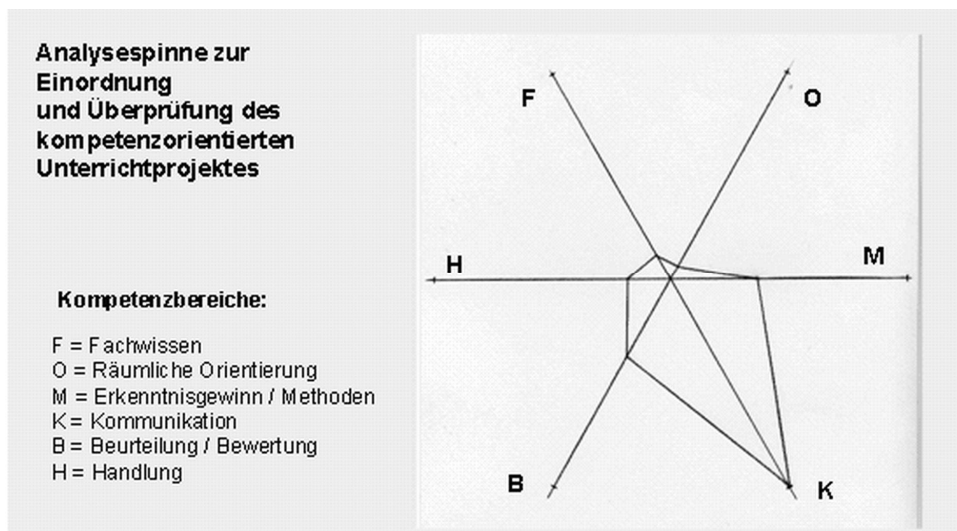 Analysespinne zur
Einordnung
und Überprüfung des
kompetenzorientierten
Unterrichtprojektes
Kompetenzbereiche:
F = Fachwissen
O = Räumliche Orientierung
M = Erkenntnisgewinn / Methoden
K = Kommunikation
B = Beurteilung / Bewertung
H = Handlung
F
O
H
M
B
K